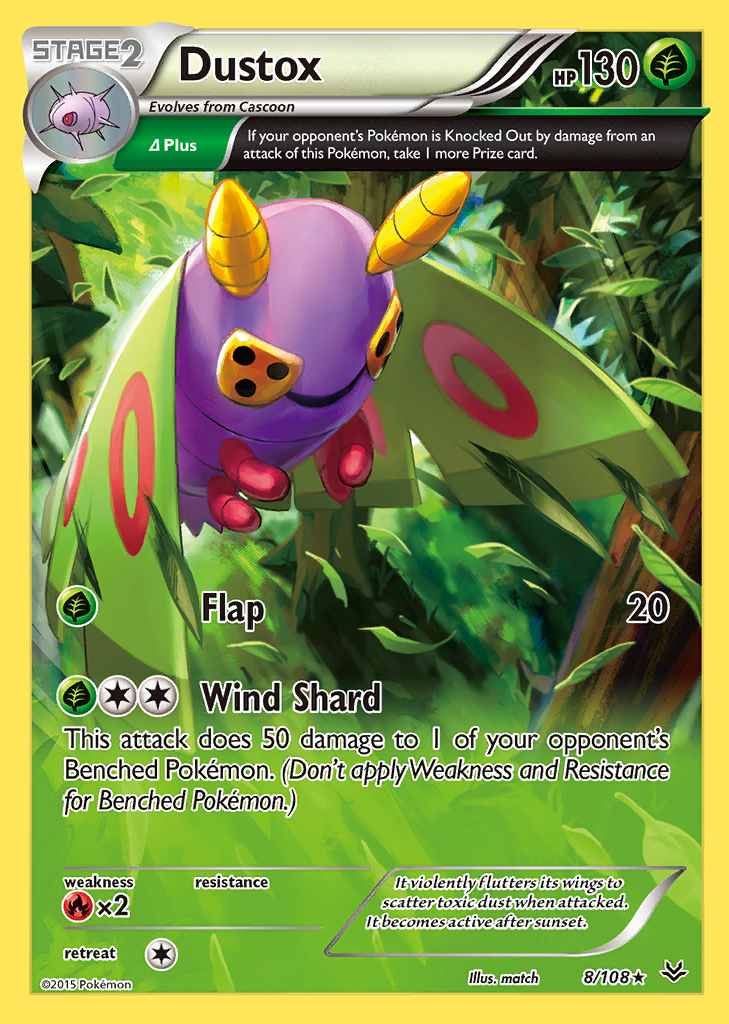 STAGE2
Dustox
HP130
Evolves from Cascoon
Δ Plus
If your opponent's Pokémon is Knocked Out by damage from an
attack of this Pokémon, take 1 more Prize card.
Flap 20
Wind Shard
This attack does 50 damage to 1 of your opponent's
Benched Pokémon. (Don't apply Weakness and Resistance
for Benched Pokémon.)
weakness resistance
×2
It violently flutters its wings to
scatter toxic dust when attacked.
It becomes active after sunset.
retreat
©2015 Pokémon
Illus. match
8/108★